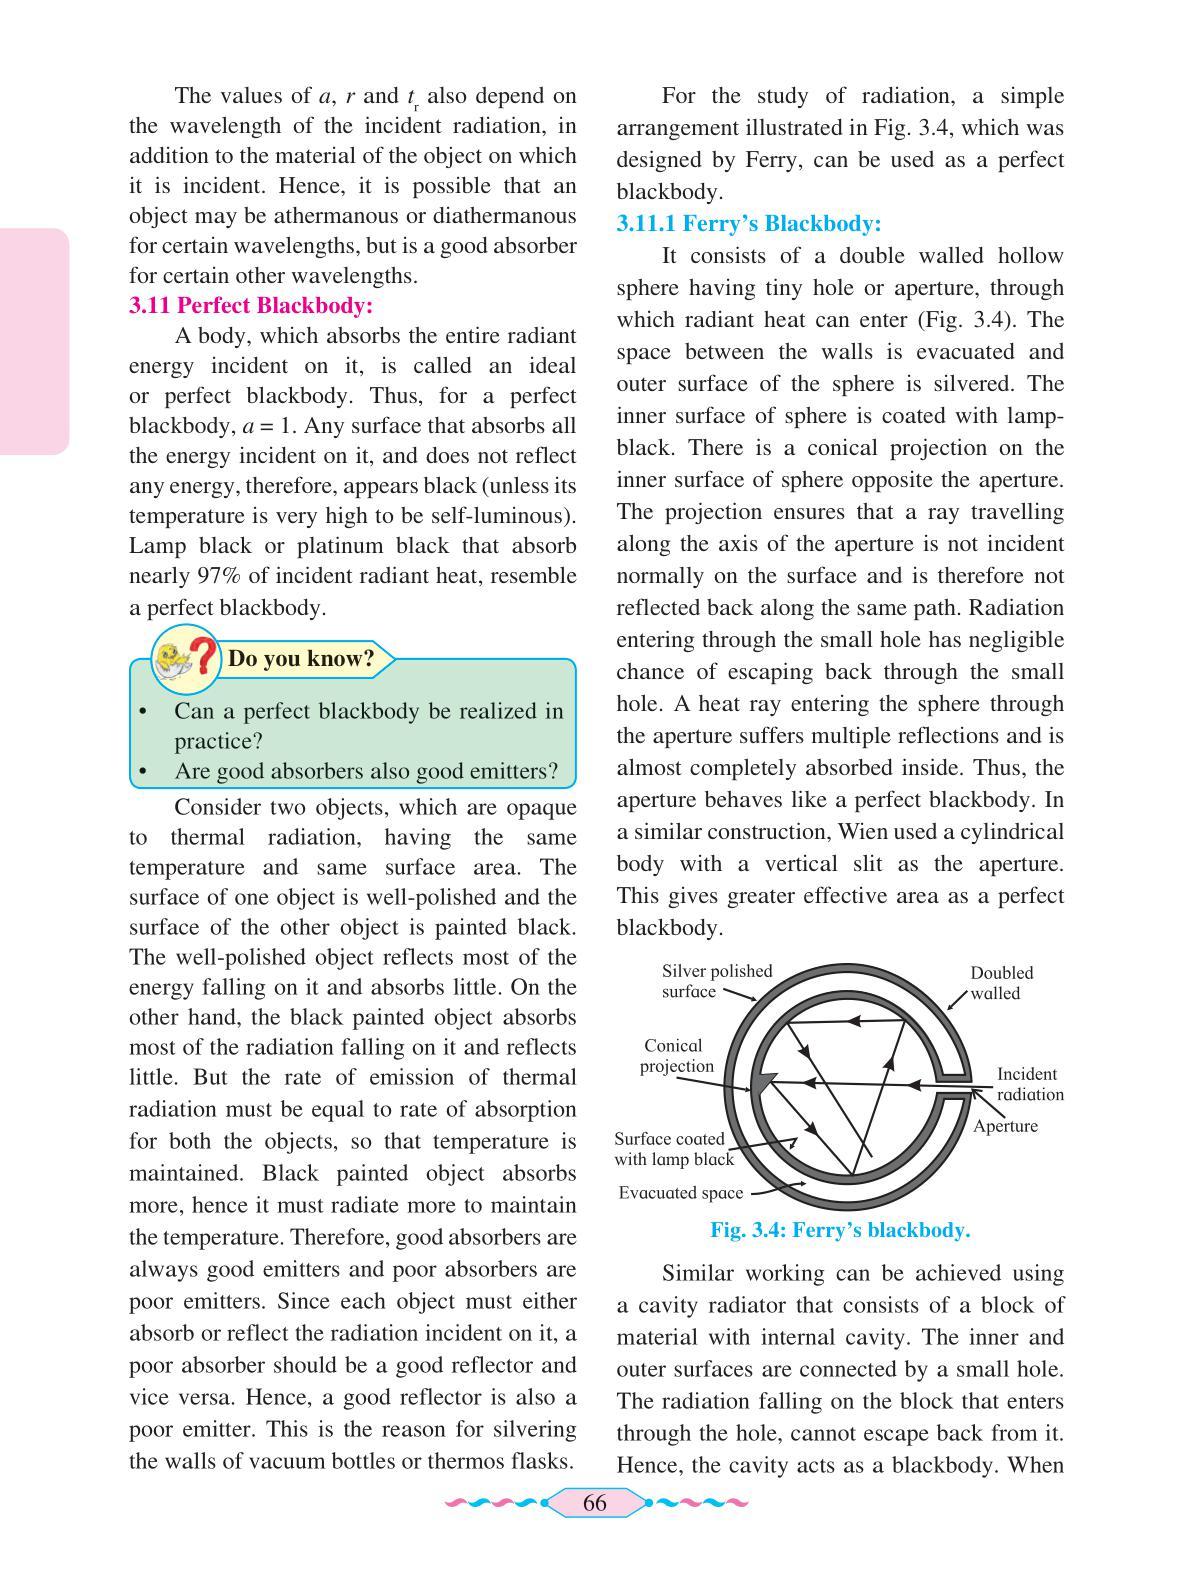 The values of a, r and tr also depend on
the wavelength of the incident radiation, in
addition to the material of the object on which
it is incident. Hence, it is possible that an
object may be athermanous or diathermanous
for certain wavelengths, but is a good absorber
for certain other wavelengths.
3.11 Perfect Blackbody:
A body, which absorbs the entire radiant
energy incident on it, is called an ideal
or perfect blackbody. Thus, for a perfect
blackbody, a = 1. Any surface that absorbs all
the energy incident on it, and does not reflect
any energy, therefore, appears black (unless its
temperature is very high to be self-luminous).
Lamp black or platinum black that absorb
nearly 97% of incident radiant heat, resemble
a perfect blackbody.
Do you know?
• Can a perfect blackbody be realized in
practice?
• Are good absorbers also good emitters?
Consider two objects, which are opaque
to thermal radiation, having the same
temperature and same surface area. The
surface of one object is well-polished and the
surface of the other object is painted black.
The well-polished object reflects most of the
energy falling on it and absorbs little. On the
other hand, the black painted object absorbs
most of the radiation falling on it and reflects
little. But the rate of emission of thermal
radiation must be equal to rate of absorption
for both the objects, so that temperature is
maintained. Black painted object absorbs
more, hence it must radiate more to maintain
the temperature. Therefore, good absorbers are
always good emitters and poor absorbers are
poor emitters. Since each object must either
absorb or reflect the radiation incident on it, a
poor absorber should be a good reflector and
vice versa. Hence, a good reflector is also a
poor emitter. This is the reason for silvering
the walls of vacuum bottles or thermos flasks.
For the study of radiation, a simple
arrangement illustrated in Fig. 3.4, which was
designed by Ferry, can be used as a perfect
blackbody.
3.11.1 Ferry’s Blackbody:
It consists of a double walled hollow
sphere having tiny hole or aperture, through
which radiant heat can enter (Fig. 3.4). The
space between the walls is evacuated and
outer surface of the sphere is silvered. The
inner surface of sphere is coated with lamp-
black. There is a conical projection on the
inner surface of sphere opposite the aperture.
The projection ensures that a ray travelling
along the axis of the aperture is not incident
normally on the surface and is therefore not
reflected back along the same path. Radiation
entering through the small hole has negligible
chance of escaping back through the small
hole. A heat ray entering the sphere through
the aperture suffers multiple reflections and is
almost completely absorbed inside. Thus, the
aperture behaves like a perfect blackbody. In
a similar construction, Wien used a cylindrical
body with a vertical slit as the aperture.
This gives greater effective area as a perfect
blackbody.
Silver polished
surface
Doubled
walled
Conical
projection
Incident
radiation
Aperture
Surface coated
with lamp black
Evacuated space
Fig. 3.4: Ferry’s blackbody.
Similar working can be achieved using
a cavity radiator that consists of a block of
material with internal cavity. The inner and
outer surfaces are connected by a small hole.
The radiation falling on the block that enters
through the hole, cannot escape back from it.
Hence, the cavity acts as a blackbody. When
66